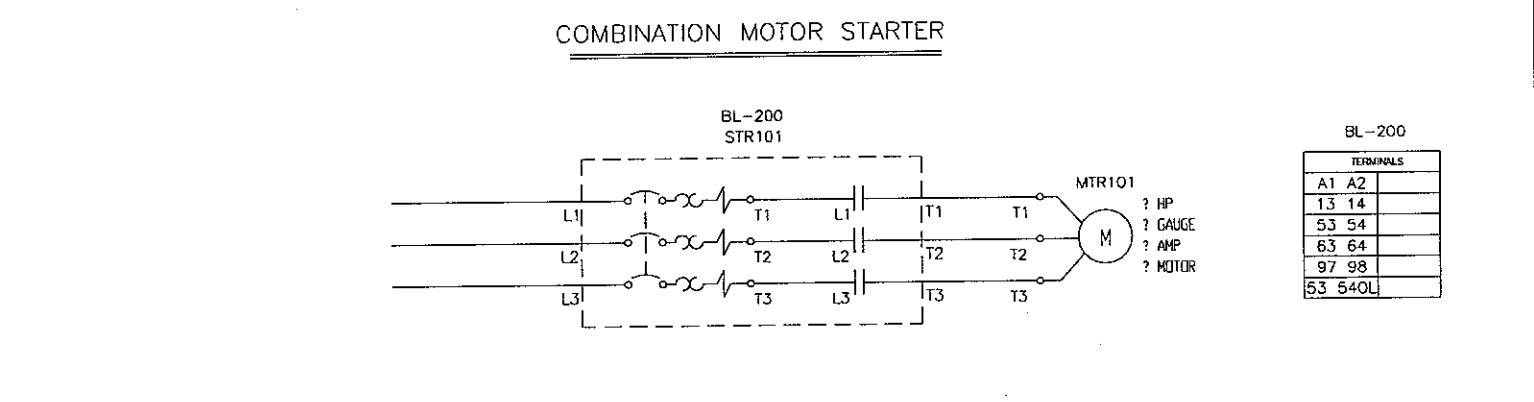 COMBINATION MOTOR STARTER
BL-200
STR101
L1
T1
L1
T1
T1
L2
T2
L2
T2
T2
L3
T3
L3
T3
T3
MTR101
M
? HP
? GAUGE
? AMP
? MOTOR
BL-200
TERMINALS
A1 A2
13 14
53 54
63 64
97 98
53 54OL